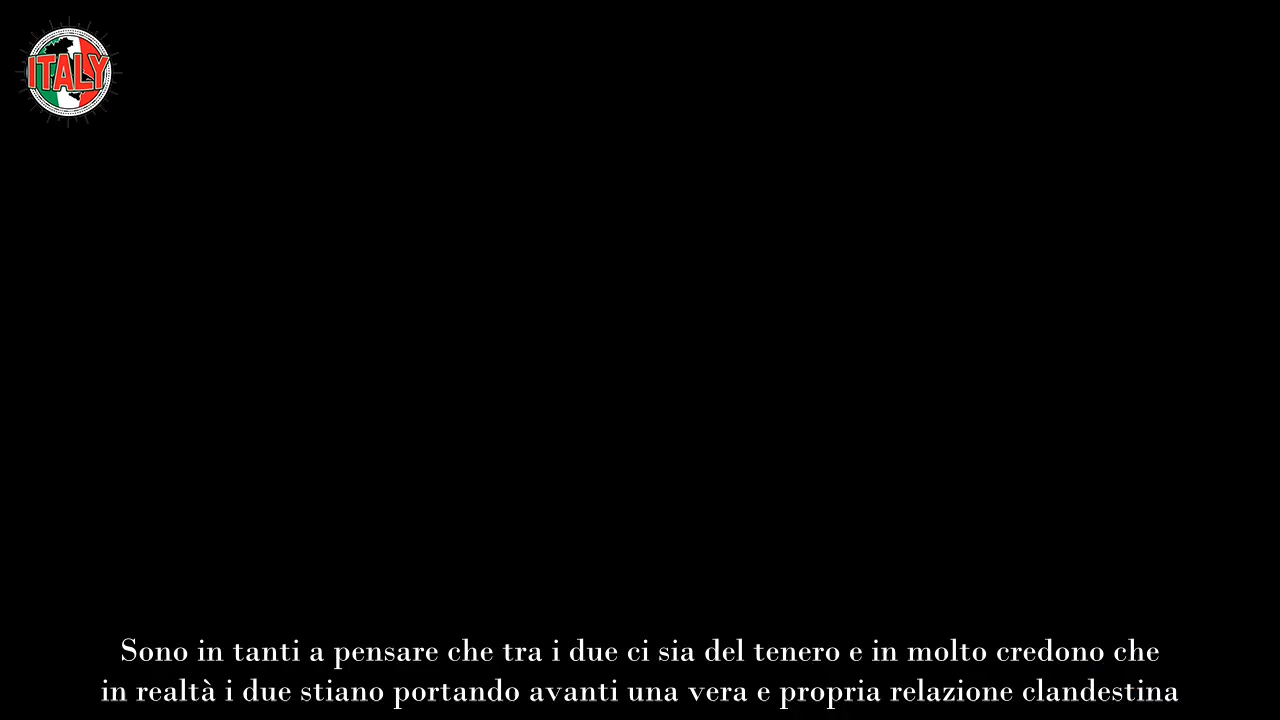 ITALY
Sono in tanti a pensare che tra i due ci sia del tenero e in molto credono che
in realtà i due stiano portando avanti una vera e propria relazione clandestina